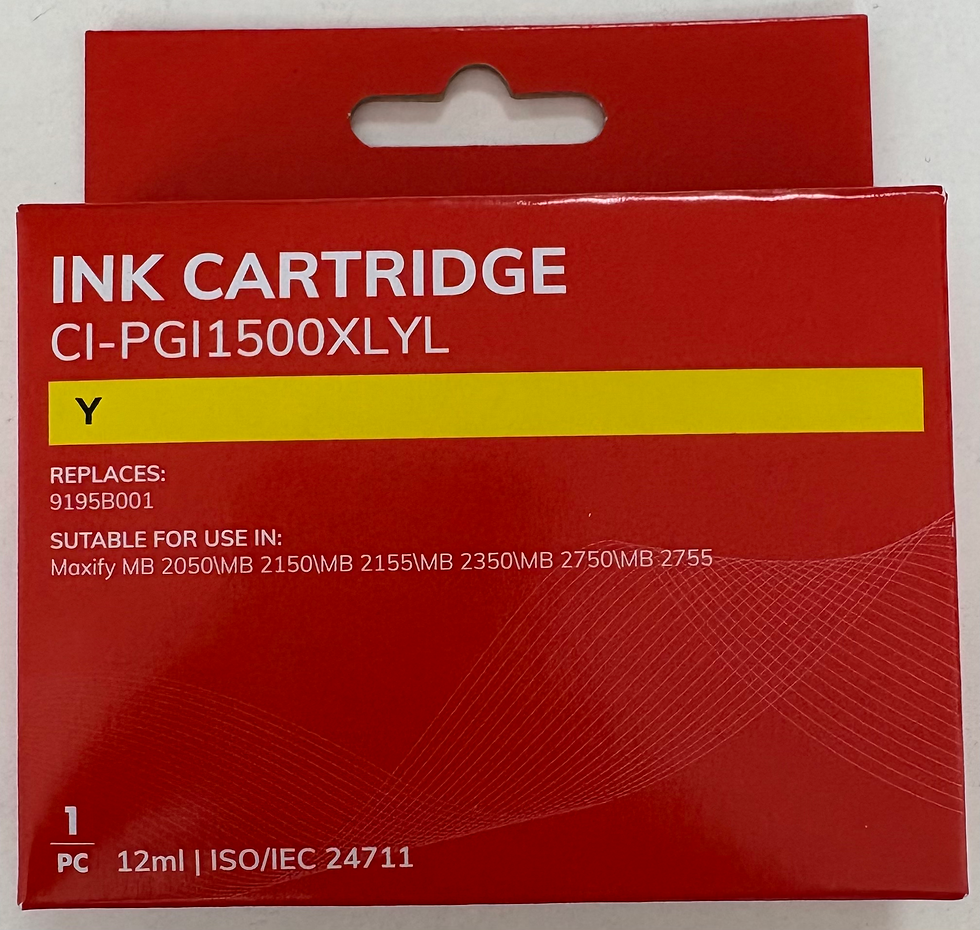 INK CARTRIDGE
CI-PGI1500XLYL
Y
REPLACES:
9195B001
SUTABLE FOR USE IN:
Maxify MB 2050\MB 2150\MB 2155\MB 2350\MB 2750\MB 2755
1
PC
12ml | ISO/IEC 24711